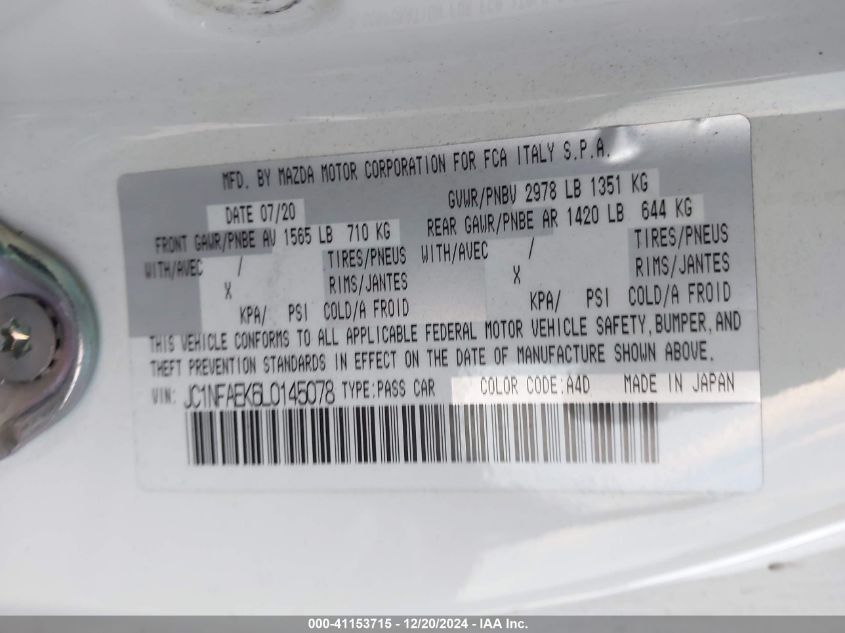 MFD. BY MAZDA MOTOR CORPORATION FOR FCA ITALY S.P.A.
DATE 07/20 GVWR/PNBV 2978 LB 1351 KG
FRONT GAWR/PNBE AV 1565 LB 710 KG REAR GAWR/PNBE AR 1420 LB 644 KG
WITH/AVEC / TIRES/PNEUS WITH/AVEC / TIRES/PNEUS
X RIMS/JANTES X RIMS/JANTES
KPA/ PSI COLD/A FROID KPA/ PSI COLD/A FROID
THIS VEHICLE CONFORMS TO ALL APPLICABLE FEDERAL MOTOR VEHICLE SAFETY, BUMPER, AND
THEFT PREVENTION STANDARDS IN EFFECT ON THE DATE OF MANUFACTURE SHOWN ABOVE.
VIN: JC1NFAEK6L0145078 TYPE:PASS CAR COLOR CODE:A4D MADE IN JAPAN
000-41153715 - 12/20/2024 - IAA Inc.